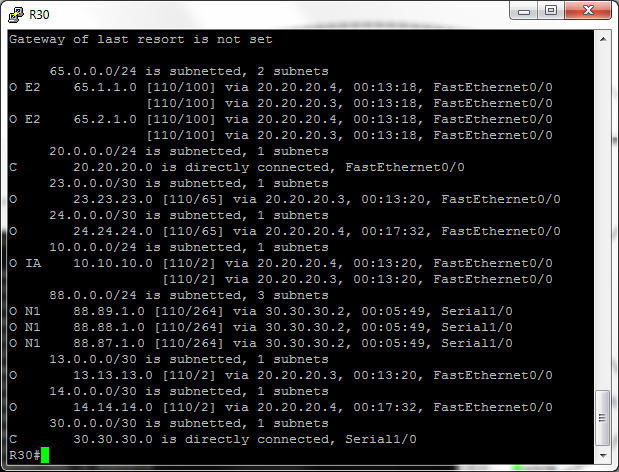 R30
Gateway of last resort is not set
65.0.0.0/24 is subnetted, 2 subnets
O E2 65.1.1.0 [110/100] via 20.20.20.4, 00:13:18, FastEthernet0/0
[110/100] via 20.20.20.3, 00:13:18, FastEthernet0/0
O E2 65.2.1.0 [110/100] via 20.20.20.4, 00:13:18, FastEthernet0/0
[110/100] via 20.20.20.3, 00:13:18, FastEthernet0/0
20.0.0.0/24 is subnetted, 1 subnets
C 20.20.20.0 is directly connected, FastEthernet0/0
23.0.0.0/30 is subnetted, 1 subnets
O 23.23.23.0 [110/65] via 20.20.20.3, 00:13:20, FastEthernet0/0
24.0.0.0/30 is subnetted, 1 subnets
O 24.24.24.0 [110/65] via 20.20.20.4, 00:17:32, FastEthernet0/0
10.0.0.0/24 is subnetted, 1 subnets
O IA 10.10.10.0 [110/2] via 20.20.20.4, 00:13:20, FastEthernet0/0
[110/2] via 20.20.20.3, 00:13:20, FastEthernet0/0
88.0.0.0/24 is subnetted, 3 subnets
O N1 88.89.1.0 [110/264] via 30.30.30.2, 00:05:49, Serial1/0
O N1 88.88.1.0 [110/264] via 30.30.30.2, 00:05:49, Serial1/0
O N1 88.87.1.0 [110/264] via 30.30.30.2, 00:05:49, Serial1/0
13.0.0.0/30 is subnetted, 1 subnets
O 13.13.13.0 [110/2] via 20.20.20.3, 00:13:20, FastEthernet0/0
14.0.0.0/30 is subnetted, 1 subnets
O 14.14.14.0 [110/2] via 20.20.20.4, 00:17:32, FastEthernet0/0
30.0.0.0/30 is subnetted, 1 subnets
C 30.30.30.0 is directly connected, Serial1/0
R30#